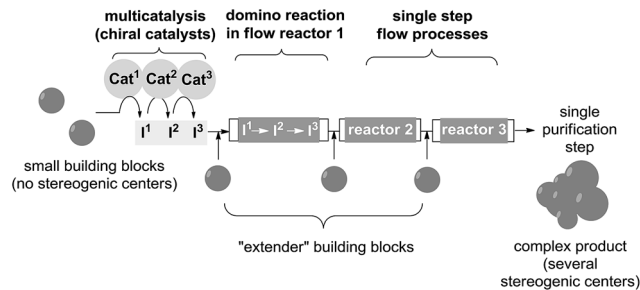 multicatalysis
(chiral catalysts)
domino reaction
in flow reactor 1
single step
flow processes
Cat¹ Cat² Cat³
I¹ I² I³
I¹→ I² → I³
reactor 2
reactor 3
single
purification
step
small building blocks
(no stereogenic centers)
"extender" building blocks
complex product
(several
stereogenic centers)